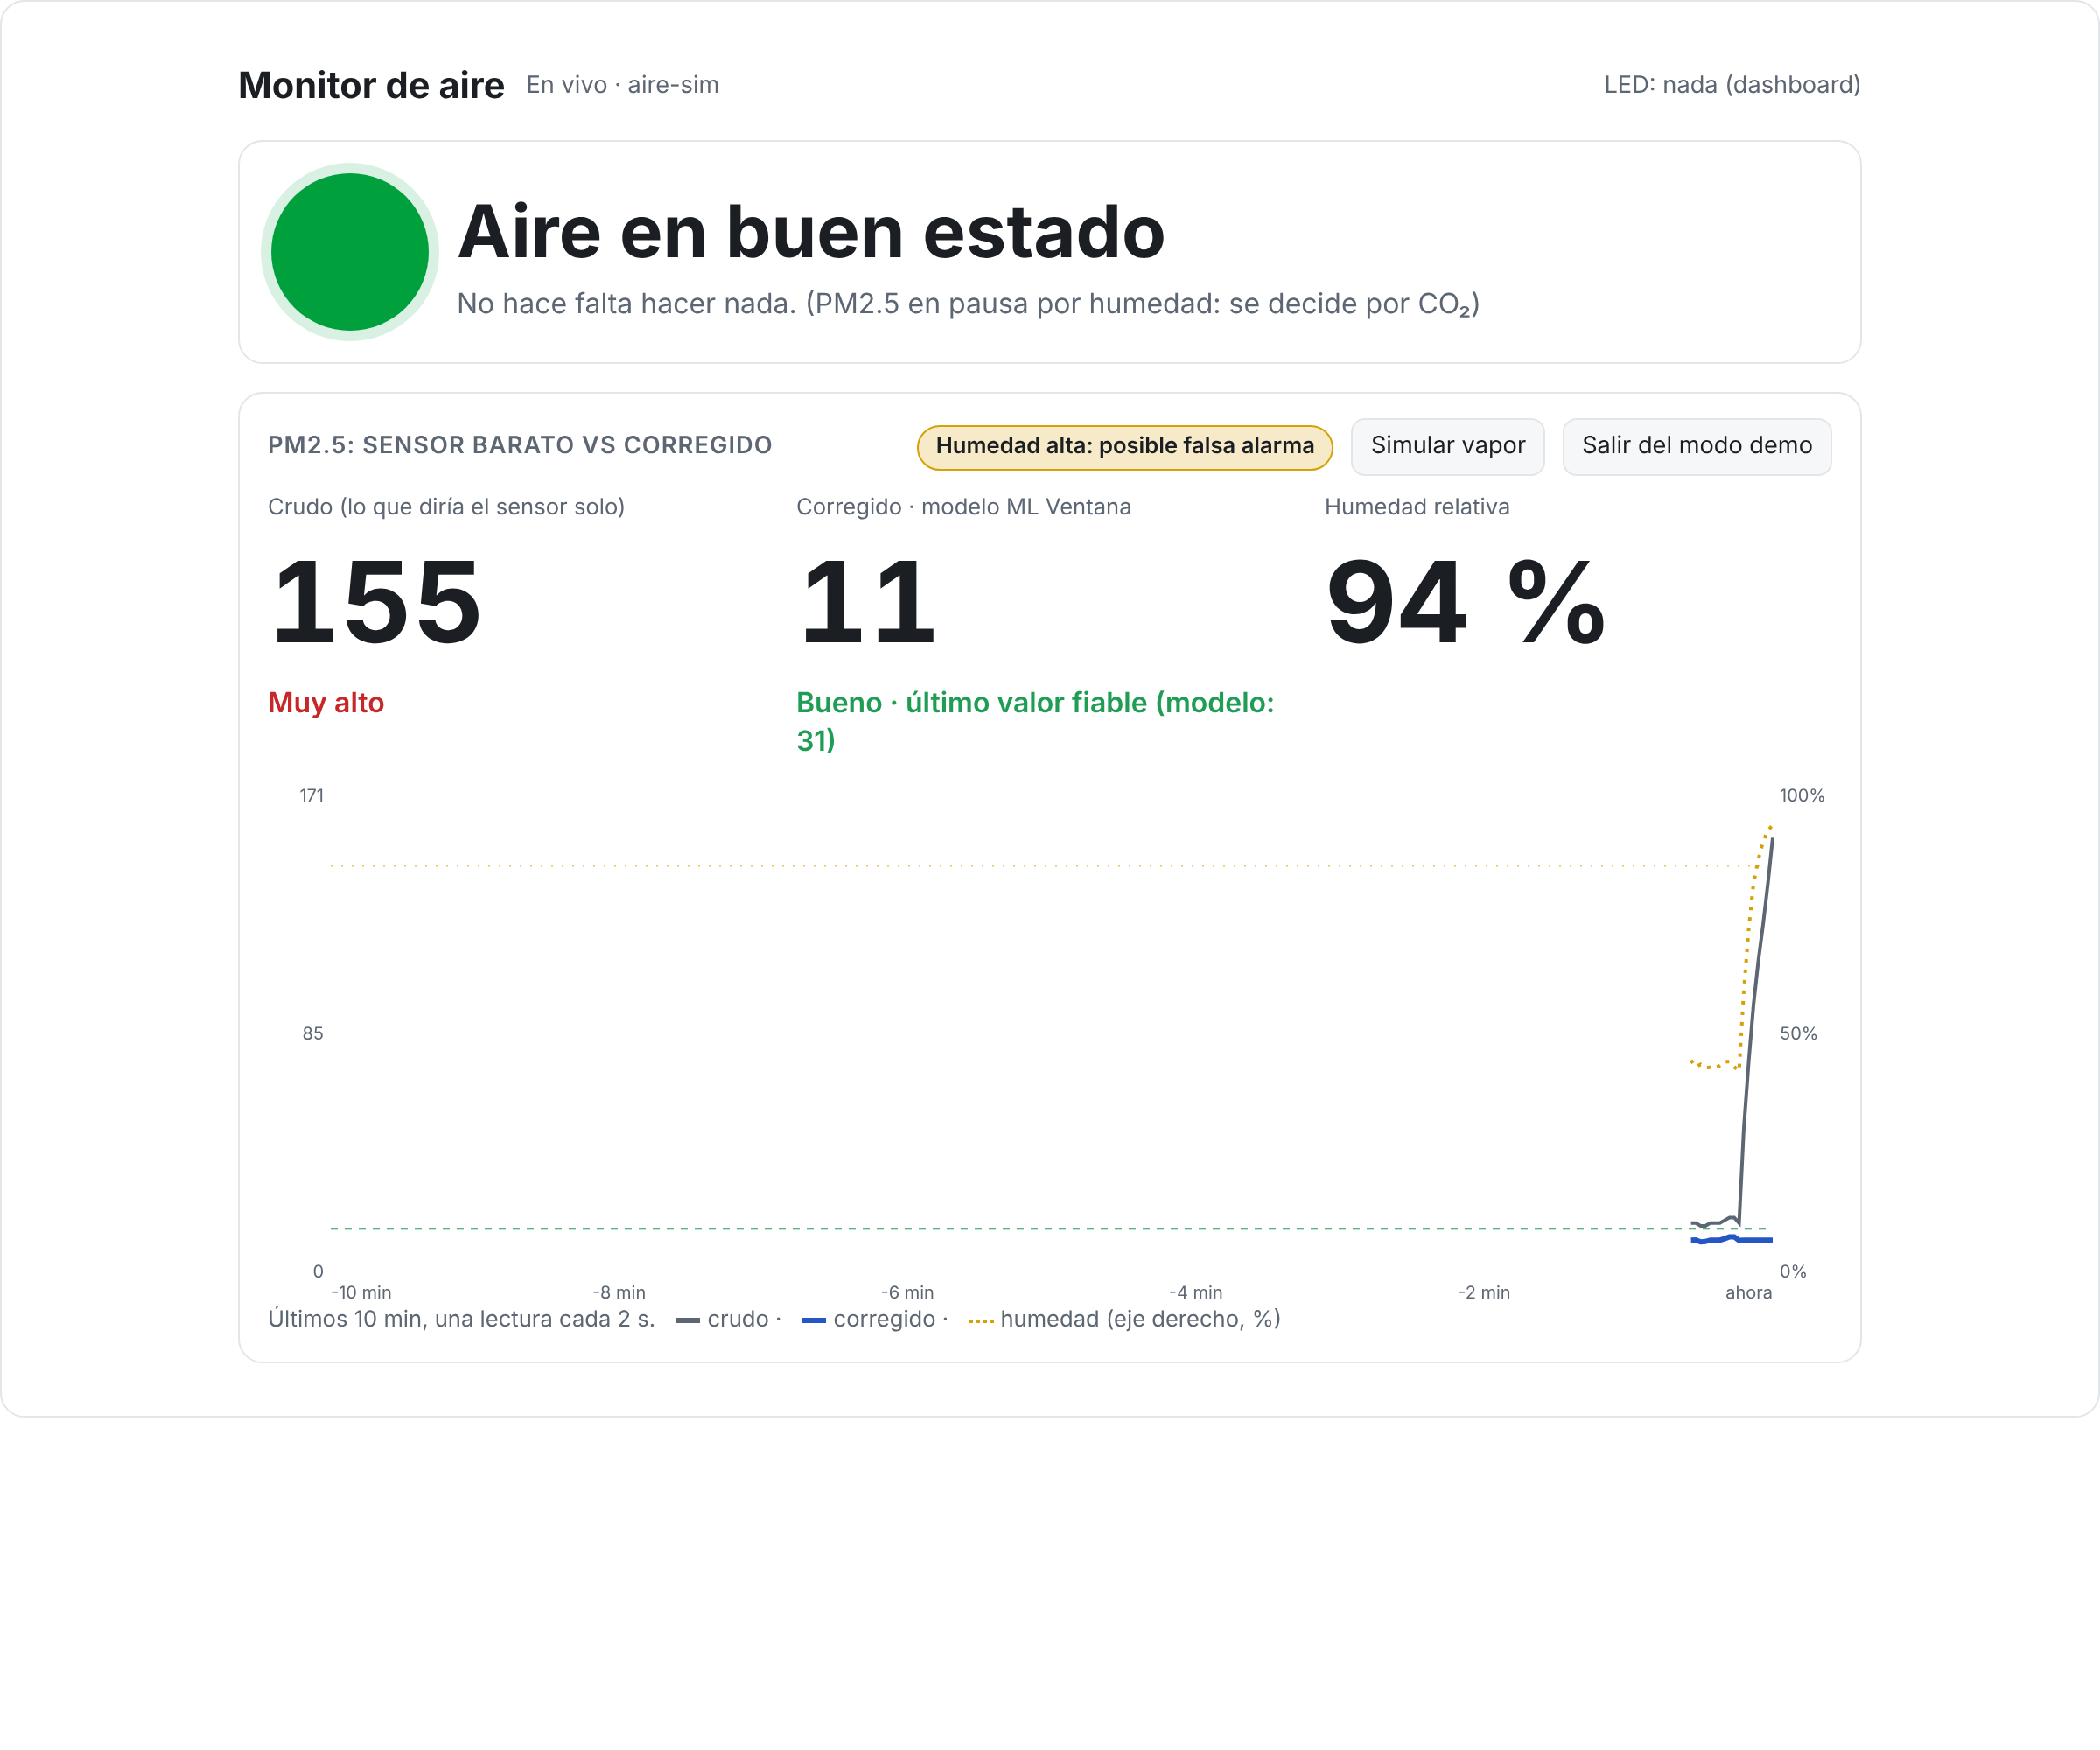 Monitor de aire En vivo · aire-sim LED: nada (dashboard)
Aire en buen estado
No hace falta hacer nada. (PM2.5 en pausa por humedad: se decide por CO₂)
PM2.5: SENSOR BARATO VS CORREGIDO Humedad alta: posible falsa alarma Simular vapor Salir del modo demo
Crudo (lo que diría el sensor solo) Corregido · modelo ML Ventana Humedad relativa
155 11 94 %
Muy alto Bueno · último valor fiable (modelo:
31)
171 100%
85 50%
0 0%
-10 min -8 min -6 min -4 min -2 min ahora
Últimos 10 min, una lectura cada 2 s. crudo · corregido · humedad (eje derecho, %)